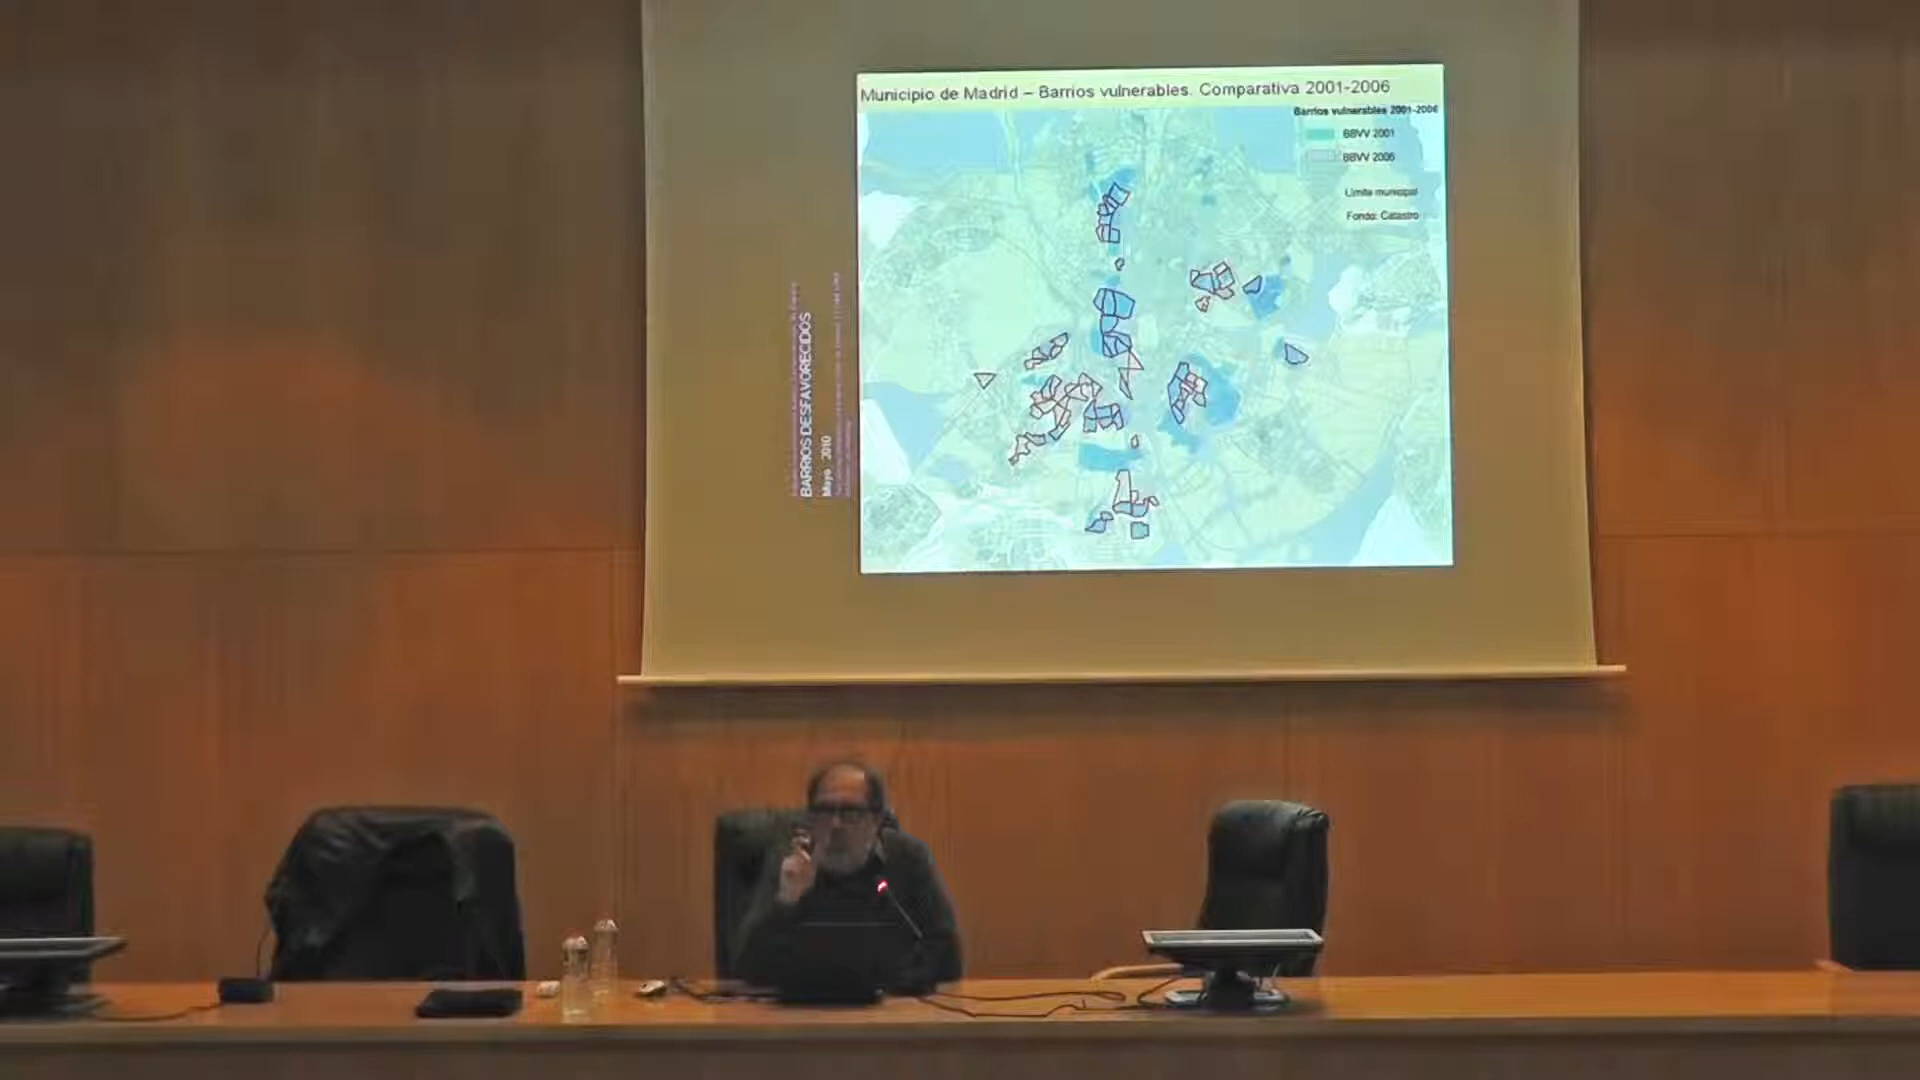 Municipio de Madrid – Barrios vulnerables. Comparativa 2001-2006
Barrios vulnerables 2001-2006
BBVV 2001
BBVV 2006
Límite municipal
Fondo: Catastro
BARRIOS DESFAVORECIDOS
Mayo 2010